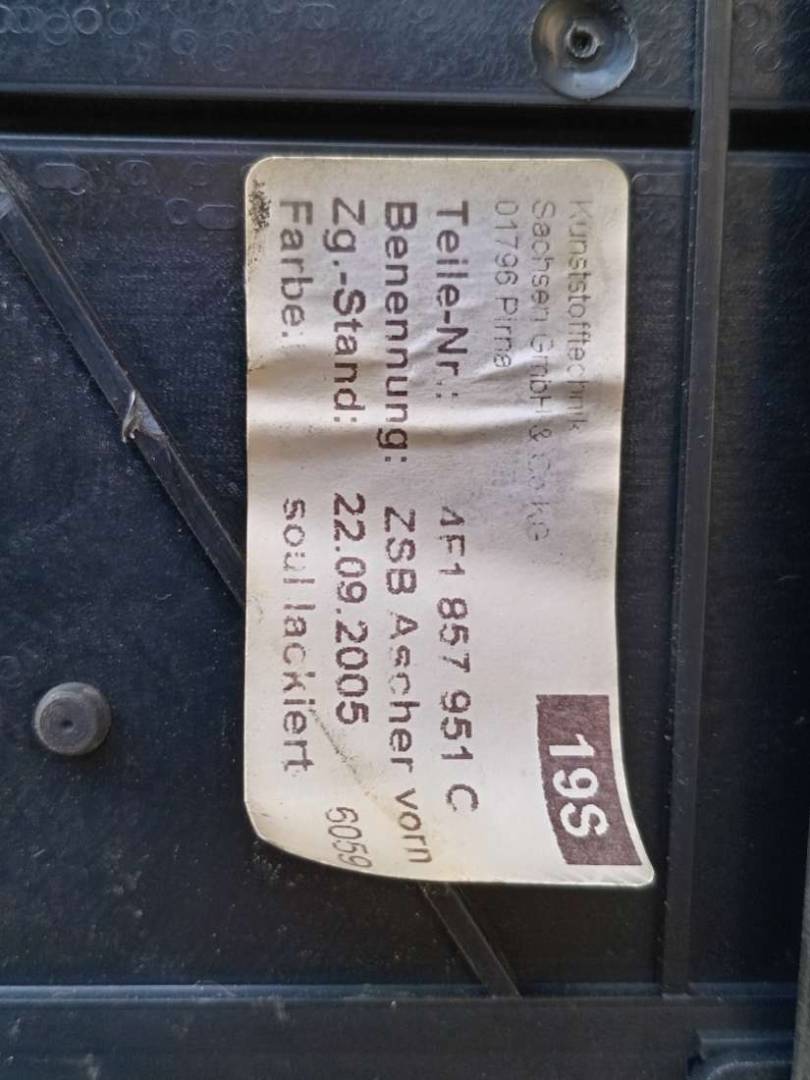 Kunststofftechnik
Sachsen GmbH & Co KG
01796 Pirna
19S
Teile-Nr.: 4F1 857 951 C
Benennung: ZSB Ascher vorn
Zg.-Stand: 22.09.2005
Farbe: soul lackiert 6059